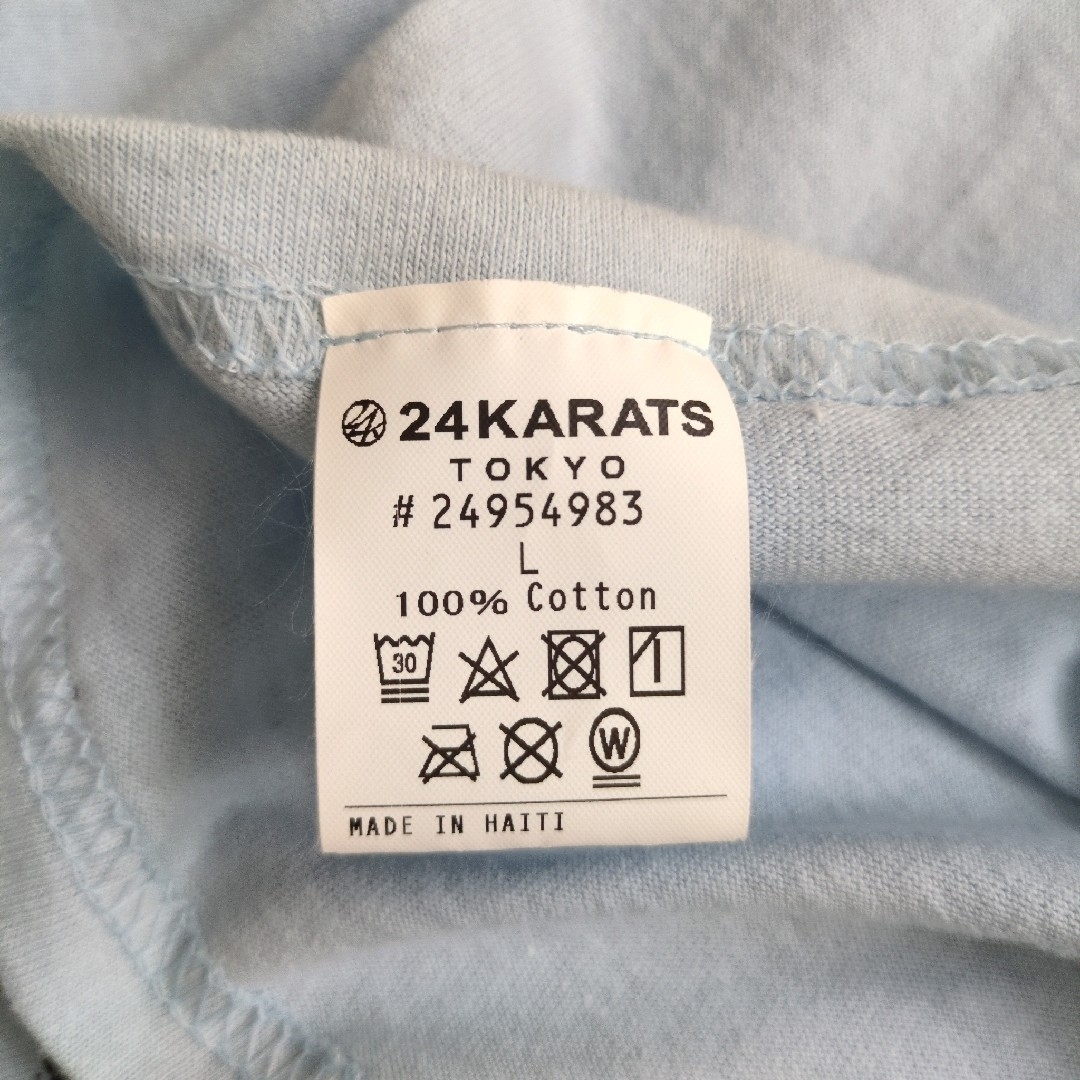 24KARATS
TOKYO
# 24954983
L
100% Cotton
30
W
MADE IN HAITI